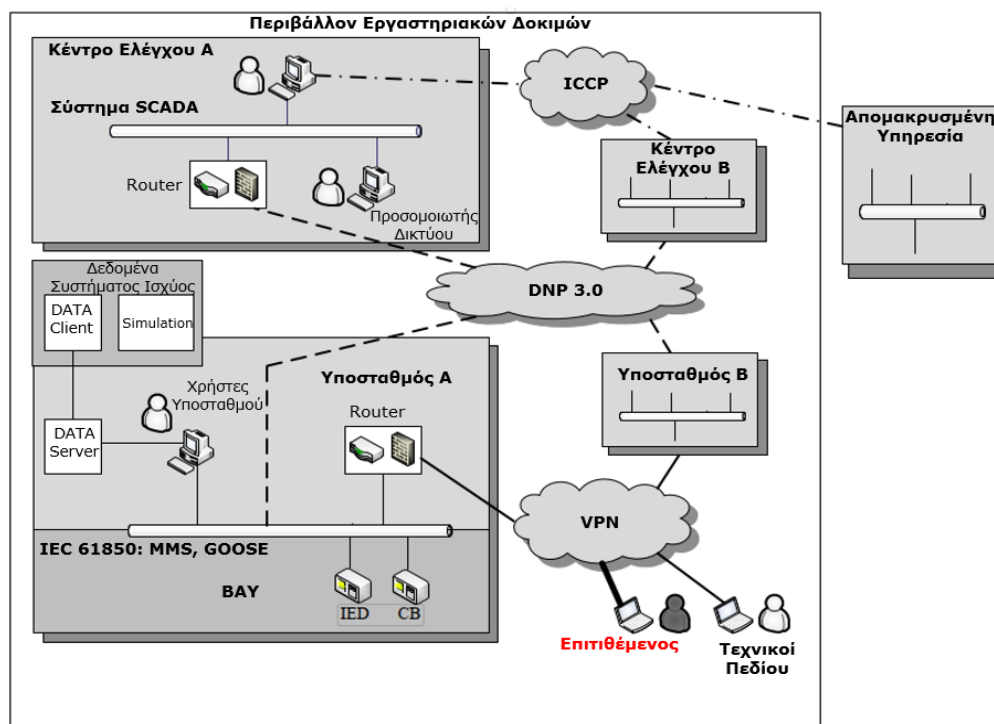 Περιβάλλον Εργαστηριακών Δοκιμών
Κέντρο Ελέγχου Α
Σύστημα SCADA
Router
Προσομοιωτής
Δικτύου
ICCP
Κέντρο
Ελέγχου Β
Απομακρυσμένη
Υπηρεσία
DNP 3.0
Δεδομένα
Συστήματος Ισχύος
DATA
Client
Simulation
DATA
Server
Χρήστες
Υποσταθμού
Υποσταθμός Α
Router
Υποσταθμός Β
VPN
IEC 61850: MMS, GOOSE
BAY
IED
CB
Επιτιθέμενος
Τεχνικοί
Πεδίου